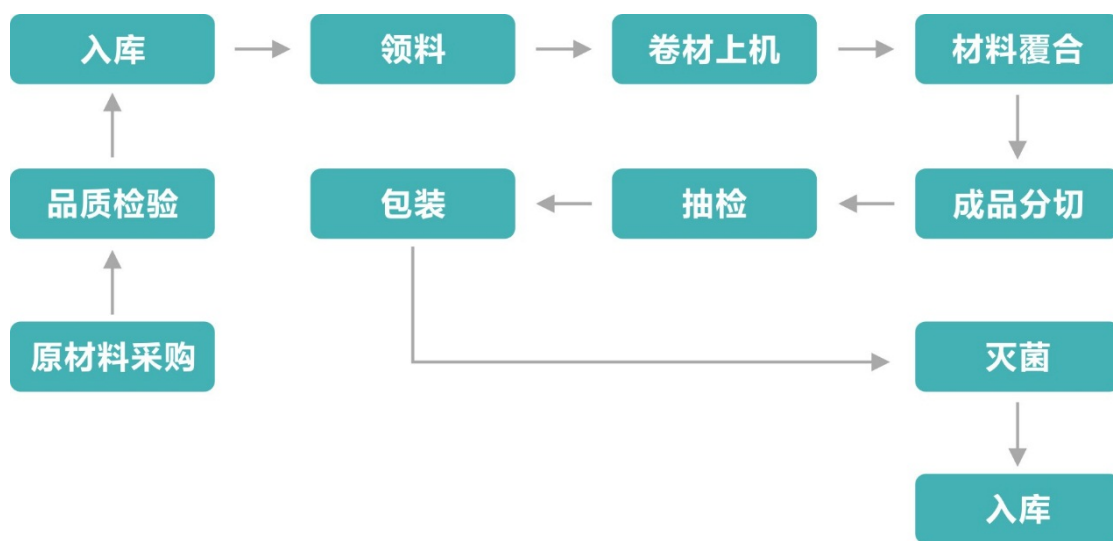 入库
领料
卷材上机
材料覆合
品质检验
包装
抽检
成品分切
原材料采购
灭菌
入库